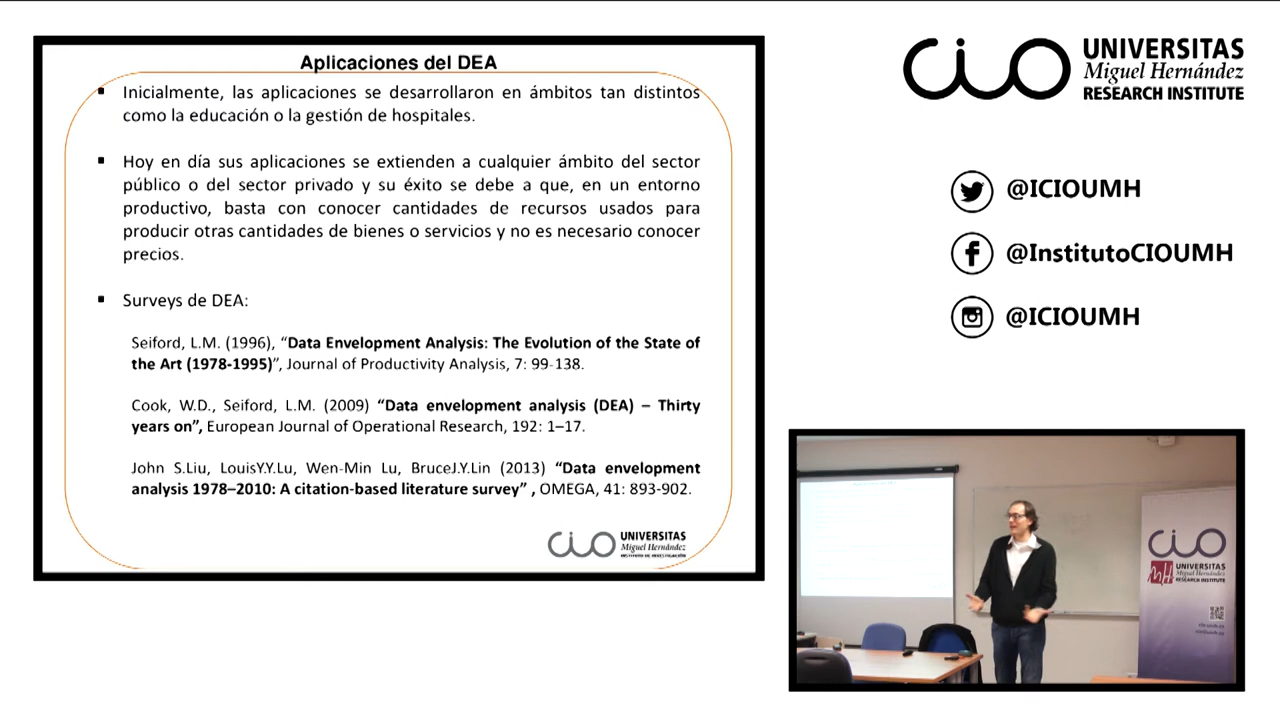 Aplicaciones del DEA
▪ Inicialmente, las aplicaciones se desarrollaron en ámbitos tan distintos
como la educación o la gestión de hospitales.
▪ Hoy en día sus aplicaciones se extienden a cualquier ámbito del sector
público o del sector privado y su éxito se debe a que, en un entorno
productivo, basta con conocer cantidades de recursos usados para
producir otras cantidades de bienes o servicios y no es necesario conocer
precios.
▪ Surveys de DEA:
Seiford, L.M. (1996), “Data Envelopment Analysis: The Evolution of the State of
the Art (1978-1995)”, Journal of Productivity Analysis, 7: 99-138.
Cook, W.D., Seiford, L.M. (2009) “Data envelopment analysis (DEA) – Thirty
years on”, European Journal of Operational Research, 192: 1–17.
John S.Liu, LouisY.Y.Lu, Wen-Min Lu, BruceJ.Y.Lin (2013) “Data envelopment
analysis 1978–2010: A citation-based literature survey” , OMEGA, 41: 893-902.
cio
UNIVERSITAS
Miguel Hernández
INSTITUTO DE INVESTIGACIÓN
cio
UNIVERSITAS
Miguel Hernández
RESEARCH INSTITUTE
@ICIOUMH
@InstitutoCIOUMH
@ICIOUMH
cio
UNIVERSITAS
Miguel Hernández
RESEARCH INSTITUTE